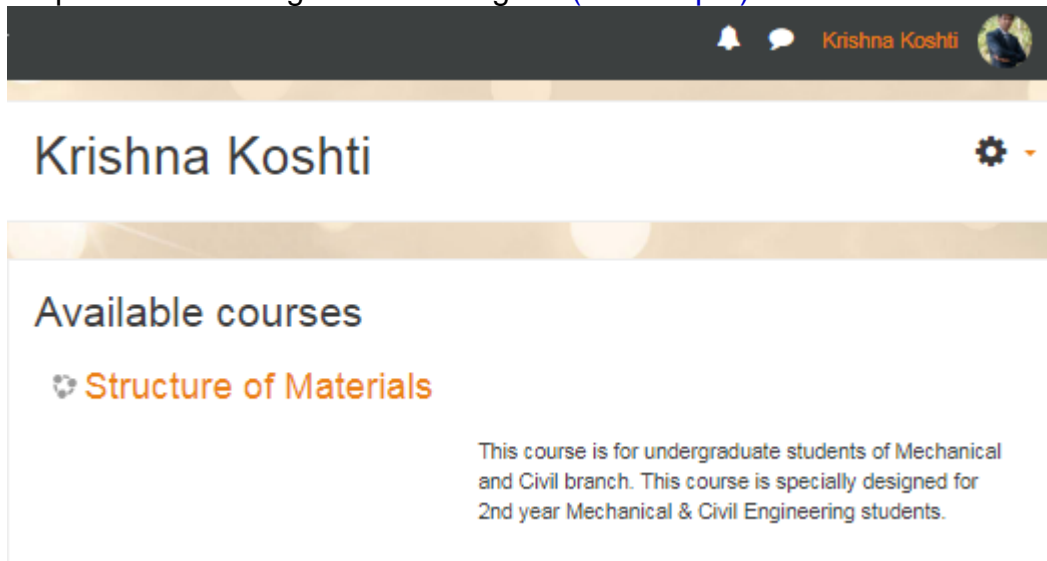 Krishna Koshti
Krishna Koshti
Available courses
Structure of Materials
This course is for undergraduate students of Mechanical
and Civil branch. This course is specially designed for
2nd year Mechanical & Civil Engineering students.